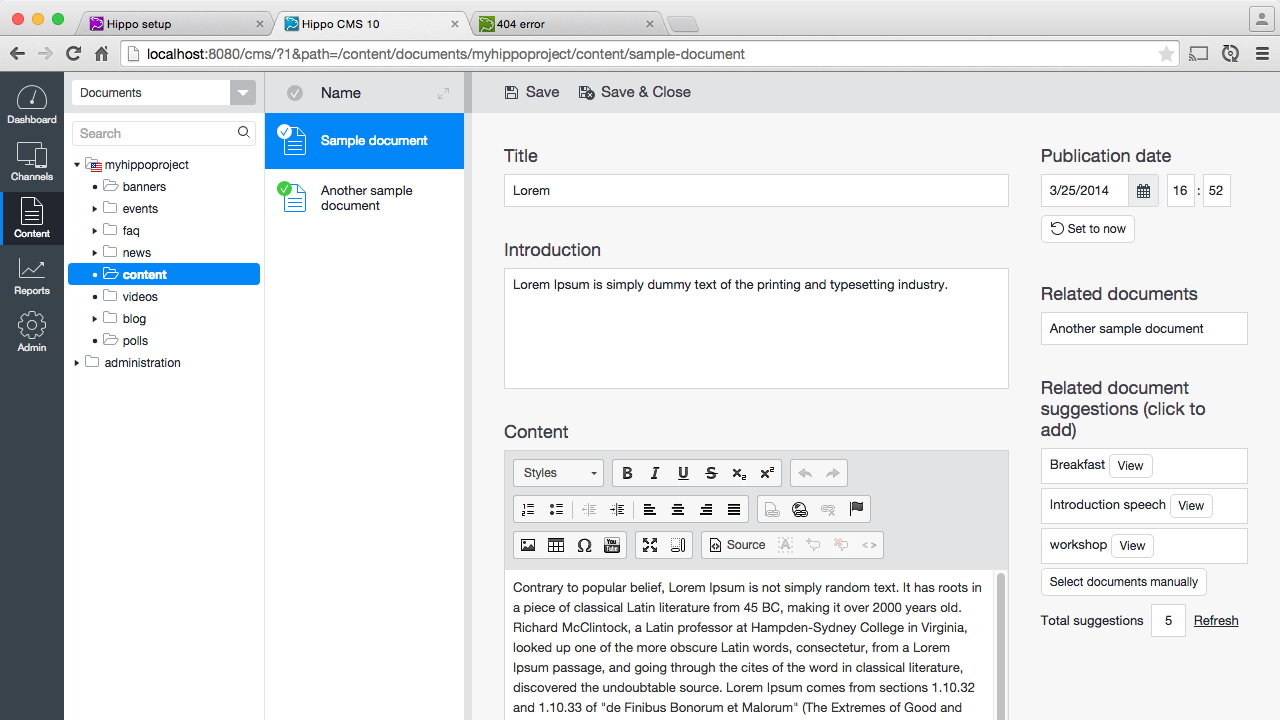 Hippo setup
Hippo CMS 10
404 error
localhost:8080/cms/?1&path=/content/documents/myhippoproject/content/sample-document
Dashboard
Channels
Content
Reports
Admin
Documents
Search
myhippoproject
banners
events
faq
news
content
videos
blog
polls
administration
Name
Sample document
Another sample
document
Save
Save & Close
Title
Lorem
Introduction
Lorem Ipsum is simply dummy text of the printing and typesetting industry.
Content
Styles
B I U S x₂ x²
Ω
You Tube
Source
A
Contrary to popular belief, Lorem Ipsum is not simply random text. It has roots in
a piece of classical Latin literature from 45 BC, making it over 2000 years old.
Richard McClintock, a Latin professor at Hampden-Sydney College in Virginia,
looked up one of the more obscure Latin words, consectetur, from a Lorem
Ipsum passage, and going through the cites of the word in classical literature,
discovered the undoubtable source. Lorem Ipsum comes from sections 1.10.32
and 1.10.33 of "de Finibus Bonorum et Malorum" (The Extremes of Good and
Publication date
3/25/2014 16 : 52
Set to now
Related documents
Another sample document
Related document
suggestions (click to
add)
Breakfast View
Introduction speech View
workshop View
Select documents manually
Total suggestions 5 Refresh